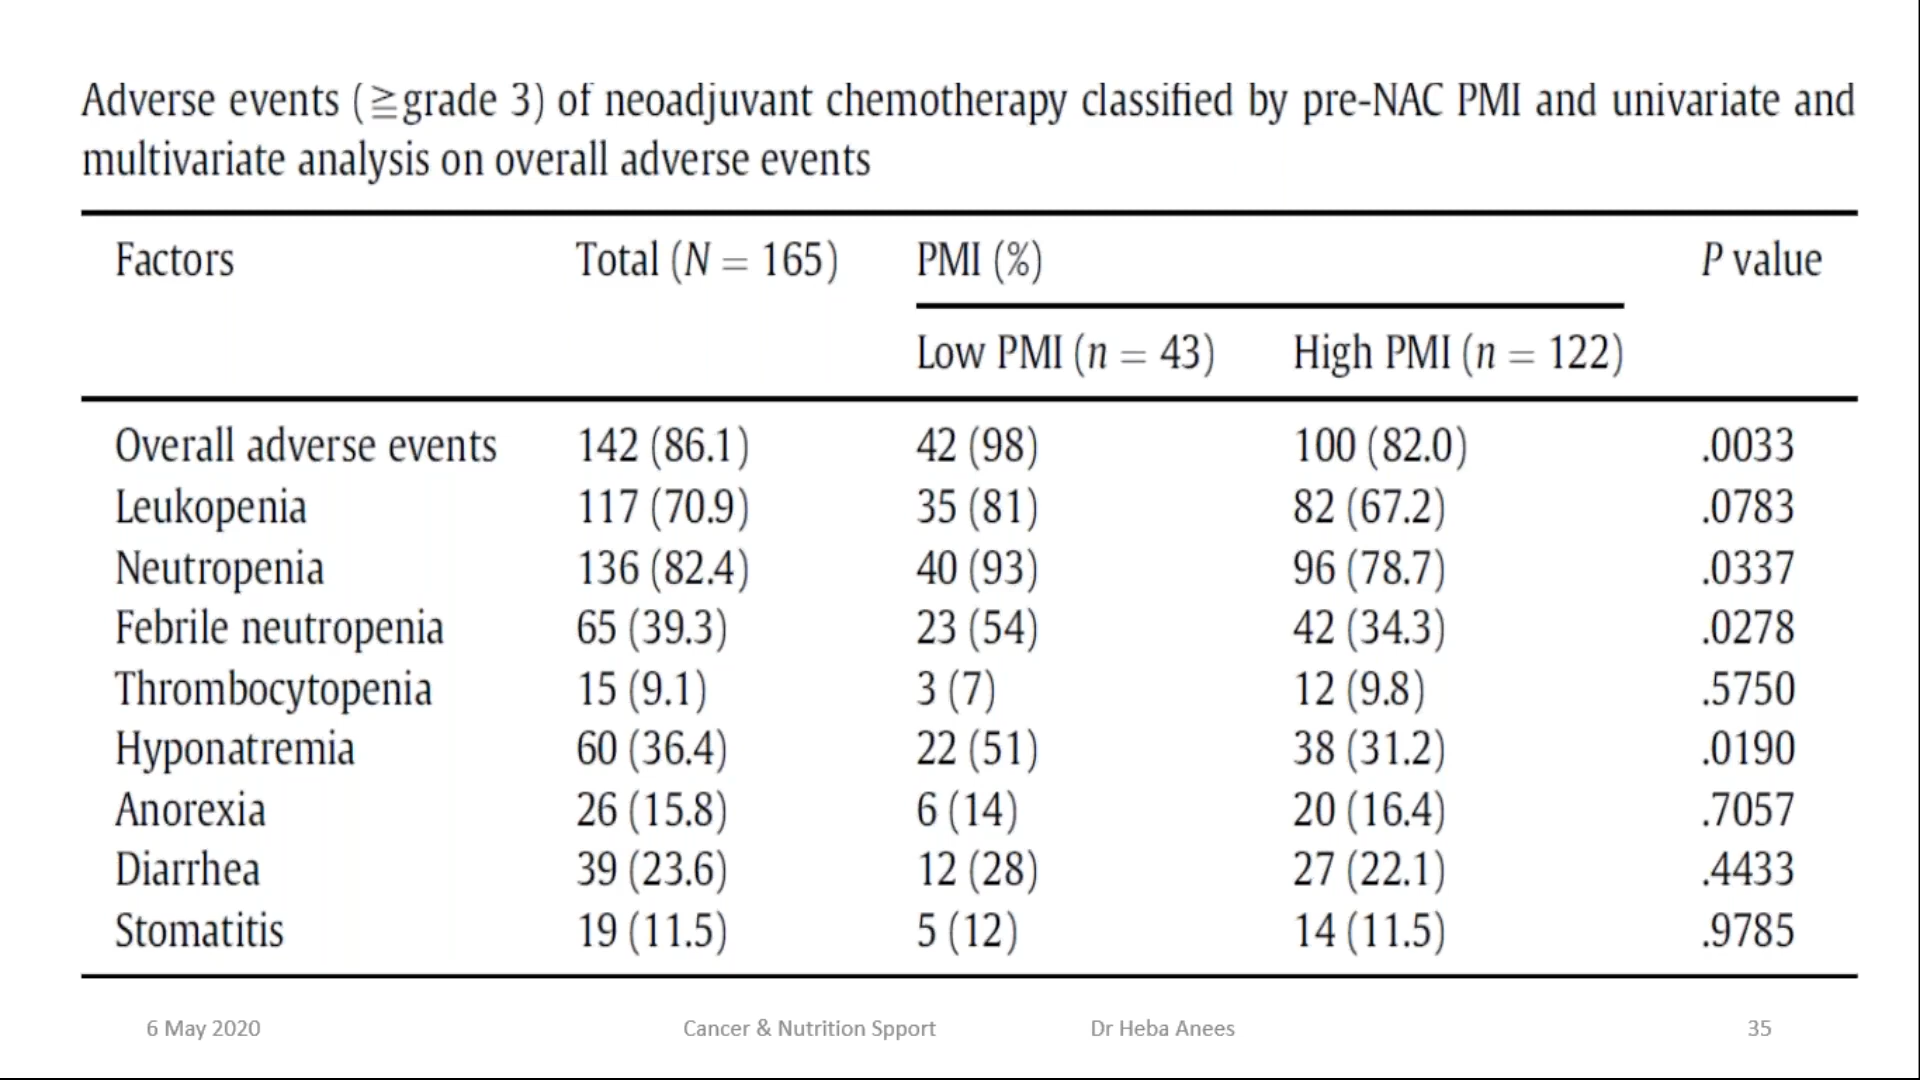 Adverse events (≧grade 3) of neoadjuvant chemotherapy classified by pre-NAC PMI and univariate and
multivariate analysis on overall adverse events
Factors Total (N = 165) PMI (%) P value
Low PMI (n = 43) High PMI (n = 122)
Overall adverse events 142 (86.1) 42 (98) 100 (82.0) .0033
Leukopenia 117 (70.9) 35 (81) 82 (67.2) .0783
Neutropenia 136 (82.4) 40 (93) 96 (78.7) .0337
Febrile neutropenia 65 (39.3) 23 (54) 42 (34.3) .0278
Thrombocytopenia 15 (9.1) 3 (7) 12 (9.8) .5750
Hyponatremia 60 (36.4) 22 (51) 38 (31.2) .0190
Anorexia 26 (15.8) 6 (14) 20 (16.4) .7057
Diarrhea 39 (23.6) 12 (28) 27 (22.1) .4433
Stomatitis 19 (11.5) 5 (12) 14 (11.5) .9785
6 May 2020 Cancer & Nutrition Spport Dr Heba Anees 35